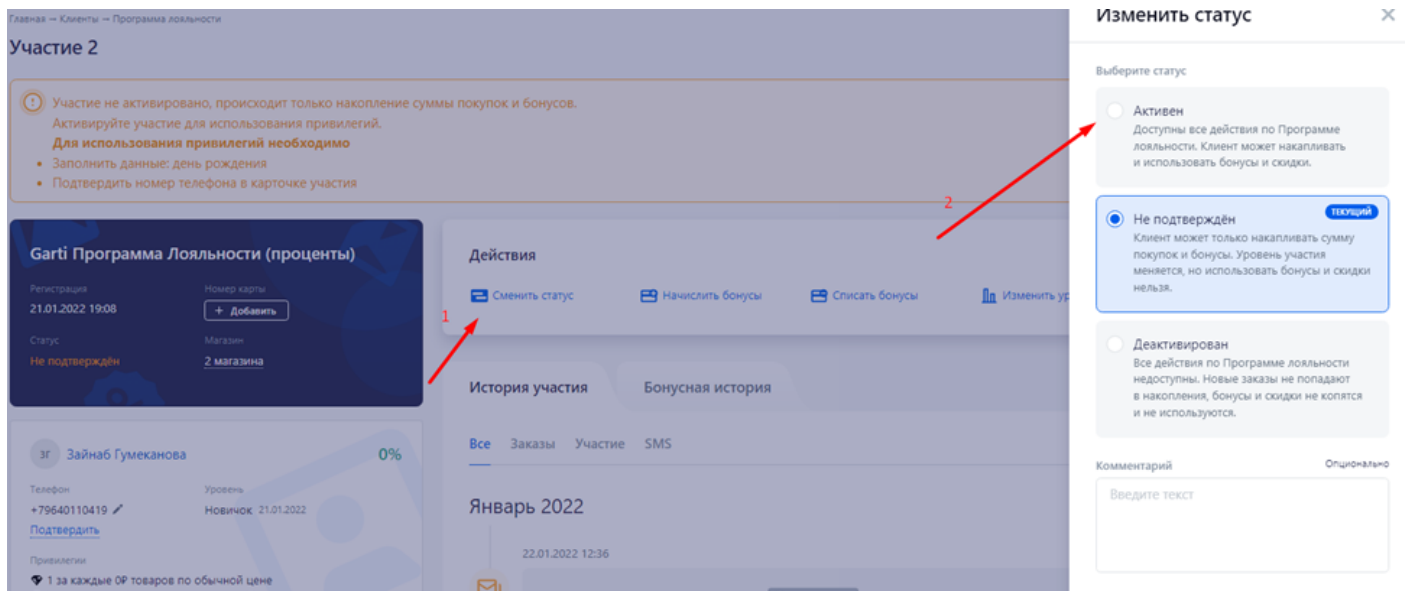 Главная — Клиенты — Программа лояльности
Участие 2
Участие не активировано, происходит только накопление суммы покупок и бонусов.
Активируйте участие для использования привилегий.
Для использования привилегий необходимо
• Заполнить данные: день рождения
• Подтвердить номер телефона в карточке участия
Garti Программа Лояльности (проценты)
Регистрация
Номер карты
21.01.2022 19:08
+ Добавить
Статус
Магазин
Не подтверждён
2 магазина
ЗГ
Зайнаб Гумеканова
0%
Телефон
Уровень
+79640110419
Новичок 21.01.2022
Подтвердить
Привилегии
1 за каждые 0₽ товаров по обычной цене
Действия
Сменить статус
Начислить бонусы
Списать бонусы
Изменить ур
1
2
История участия
Бонусная история
Все
Заказы
Участие
SMS
Январь 2022
22.01.2022 12:36
Изменить статус
Выберите статус
Активен
Доступны все действия по Программе
лояльности. Клиент может накапливать
и использовать бонусы и скидки.
ТЕКУЩИЙ
Не подтверждён
Клиент может только накапливать сумму
покупок и бонусы. Уровень участия
меняется, но использовать бонусы и скидки
нельзя.
Деактивирован
Все действия по Программе лояльности
недоступны. Новые заказы не попадают
в накопления, бонусы и скидки не копятся
и не используются.
Комментарий
Опционально
Введите текст